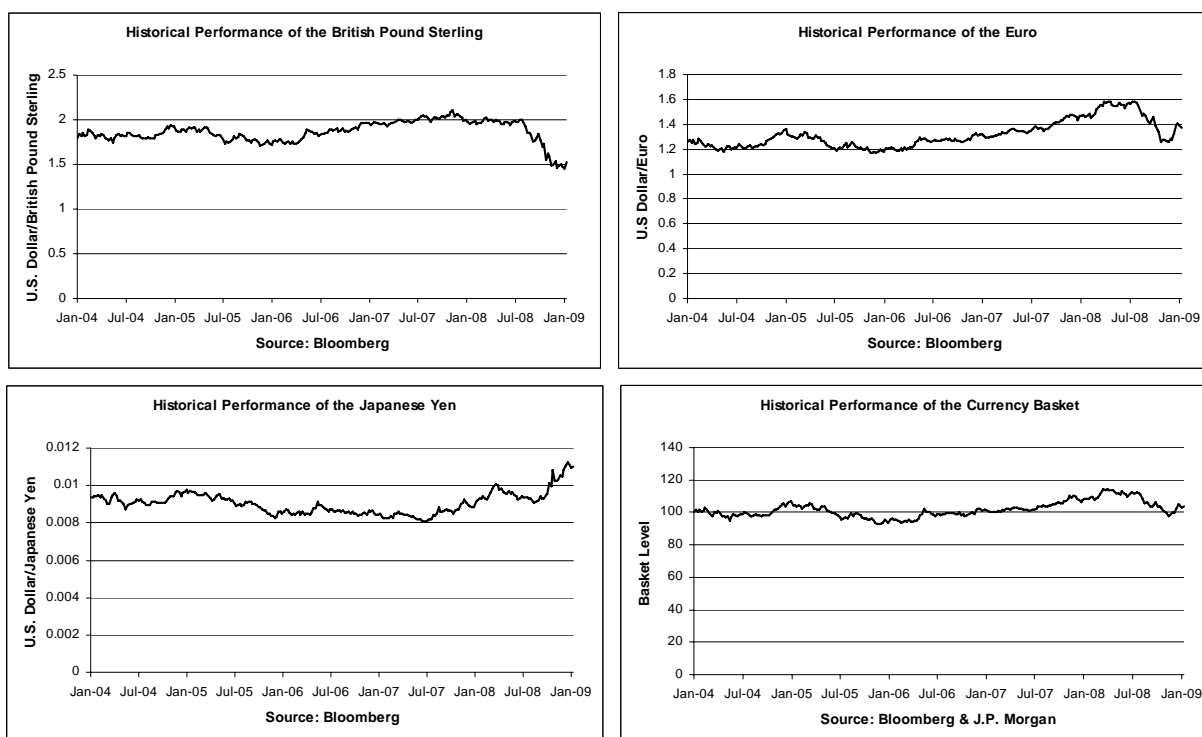 Historical Performance of the British Pound Sterling
U.S. Dollar/British Pound Sterling
2.5
2
1.5
1
0.5
0
Jan-04 Jul-04 Jan-05 Jul-05 Jan-06 Jul-06 Jan-07 Jul-07 Jan-08 Jul-08 Jan-09
Source: Bloomberg
Historical Performance of the Euro
U.S Dollar/Euro
1.8
1.6
1.4
1.2
1
0.8
0.6
0.4
0.2
0
Jan-04 Jul-04 Jan-05 Jul-05 Jan-06 Jul-06 Jan-07 Jul-07 Jan-08 Jul-08 Jan-09
Source: Bloomberg
Historical Performance of the Japanese Yen
U.S. Dollar/Japanese Yen
0.012
0.01
0.008
0.006
0.004
0.002
0
Jan-04 Jul-04 Jan-05 Jul-05 Jan-06 Jul-06 Jan-07 Jul-07 Jan-08 Jul-08 Jan-09
Source: Bloomberg
Historical Performance of the Currency Basket
Basket Level
140
120
100
80
60
40
20
0
Jan-04 Jul-04 Jan-05 Jul-05 Jan-06 Jul-06 Jan-07 Jul-07 Jan-08 Jul-08 Jan-09
Source: Bloomberg & J.P. Morgan